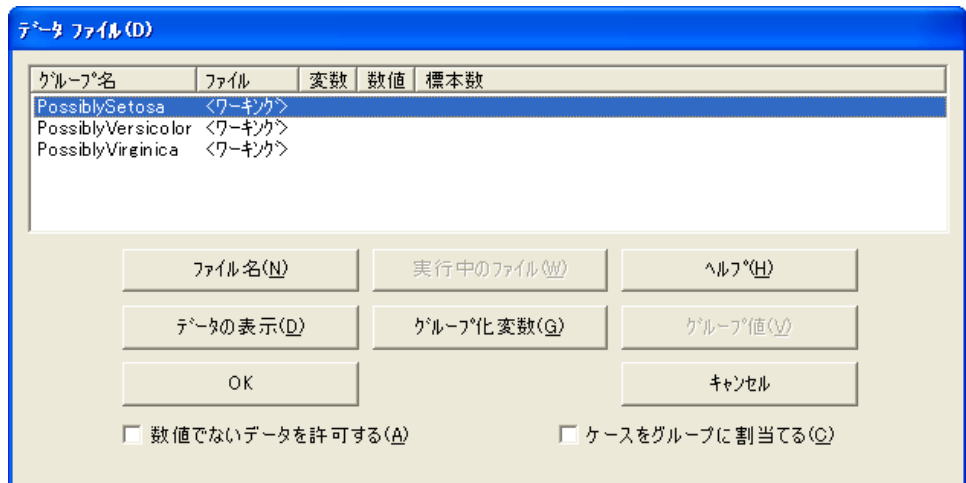 データ ファイル(D)
グループ名 ファイル 変数 数値 標本数
PossiblySetosa <ワーキング>
PossiblyVersicolor <ワーキング>
PossiblyVirginica <ワーキング>
ファイル名(N) 実行中のファイル(W) ヘルプ(H)
データの表示(D) グループ化変数(G) グループ値(V)
OK キャンセル
数値でないデータを許可する(A) ケースをグループに割当てる(C)